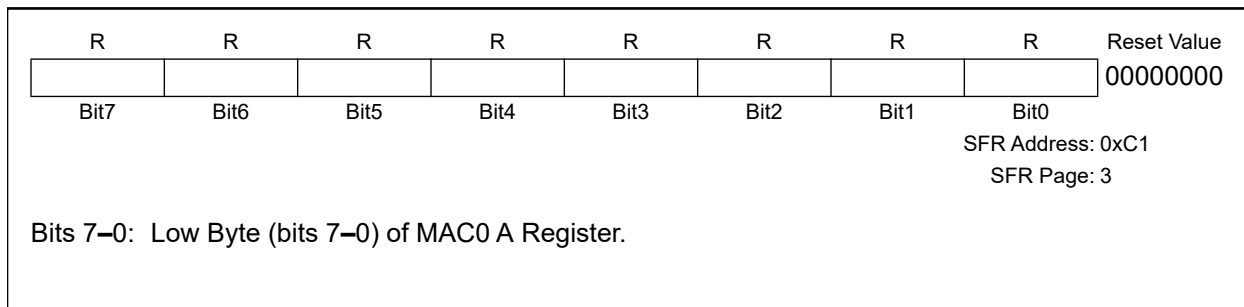 R R R R R R R R Reset Value
00000000
Bit7 Bit6 Bit5 Bit4 Bit3 Bit2 Bit1 Bit0
SFR Address: 0xC1
SFR Page: 3
Bits 7–0: Low Byte (bits 7–0) of MAC0 A Register.